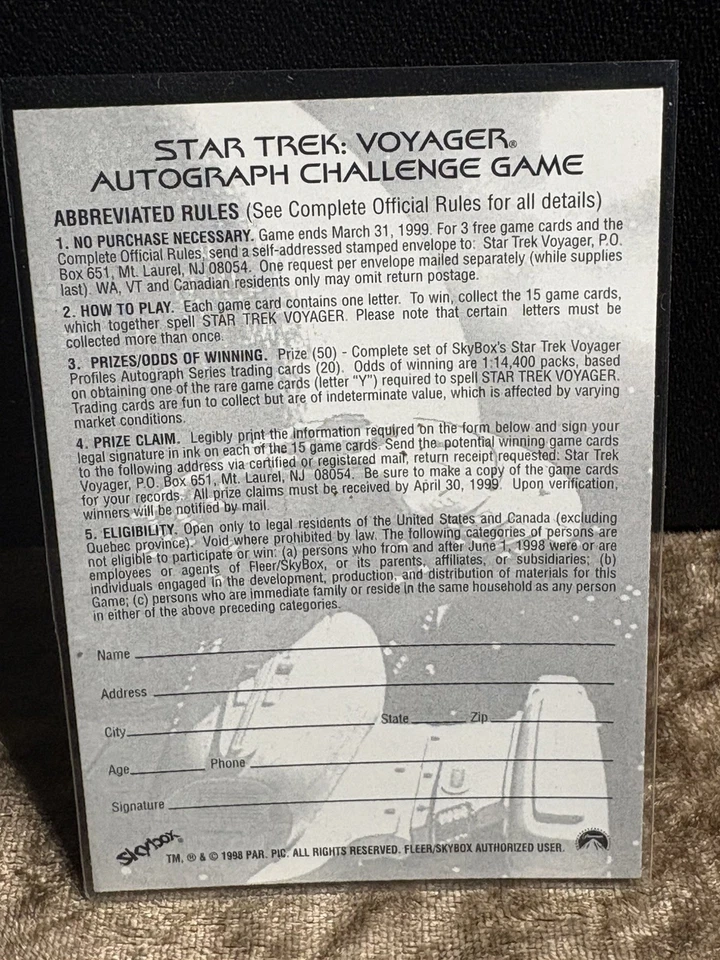 STAR TREK: VOYAGER®
AUTOGRAPH CHALLENGE GAME
ABBREVIATED RULES (See Complete Official Rules for all details)
1. NO PURCHASE NECESSARY. Game ends March 31, 1999. For 3 free game cards and the
Complete Official Rules, send a self-addressed stamped envelope to: Star Trek Voyager, P.O.
Box 651, Mt. Laurel, NJ 08054. One request per envelope mailed separately (while supplies
last). WA, VT and Canadian residents only may omit return postage.
2. HOW TO PLAY. Each game card contains one letter. To win, collect the 15 game cards,
which together spell STAR TREK VOYAGER. Please note that certain letters must be
collected more than once.
3. PRIZES/ODDS OF WINNING. Prize (50) - Complete set of SkyBox's Star Trek Voyager
Profiles Autograph Series trading cards (20). Odds of winning are 1:14,400 packs, based
on obtaining one of the rare game cards (letter "Y") required to spell STAR TREK VOYAGER.
Trading cards are fun to collect but are of indeterminate value, which is affected by varying
market conditions.
4. PRIZE CLAIM. Legibly print the information required on the form below and sign your
legal signature in ink on each of the 15 game cards. Send the potential winning game cards
to the following address via certified or registered mail, return receipt requested: Star Trek
Voyager, P.O. Box 651, Mt. Laurel, NJ 08054. Be sure to make a copy of the game cards
for your records. All prize claims must be received by April 30, 1999. Upon verification,
winners will be notified by mail.
5. ELIGIBILITY. Open only to legal residents of the United States and Canada (excluding
Quebec province). Void where prohibited by law. The following categories of persons are
not eligible to participate or win: (a) persons who from and after June 1, 1998 were or are
employees or agents of Fleer/SkyBox, or its parents, affiliates, or subsidiaries; (b)
individuals engaged in the development, production, and distribution of materials for this
Game; (c) persons who are immediate family or reside in the same household as any person
in either of the above preceding categories.
Name
Address
City State Zip
Age Phone
Signature
SkyBox®
TM, ® & © 1998 PAR. PIC. ALL RIGHTS RESERVED. FLEER/SKYBOX AUTHORIZED USER.